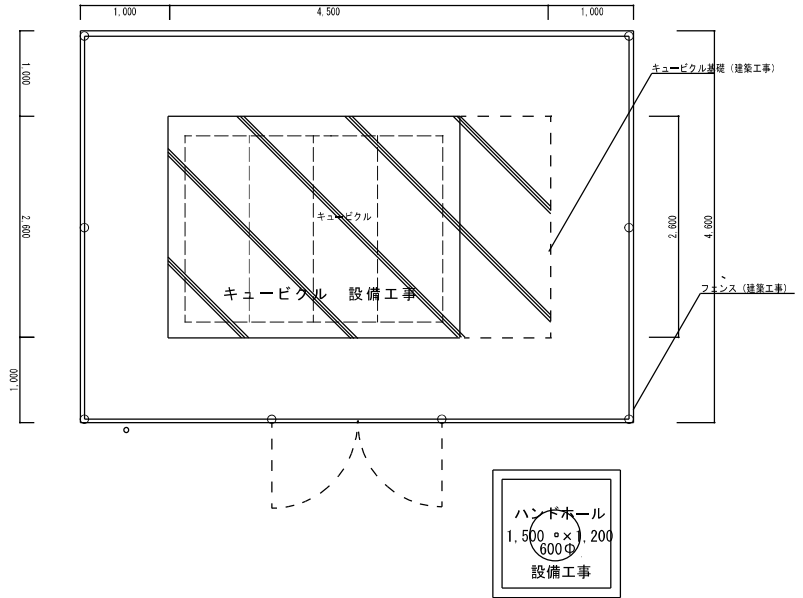 1,000
4,500
1,000
キュービクル基礎（建築工事）
1,000
2,600
キュービクル
2,600
4,600
キュービクル　設備工事
フェンス（建築工事）
1,000
ハンドホール
1,500 □×1,200
600Φ
設備工事